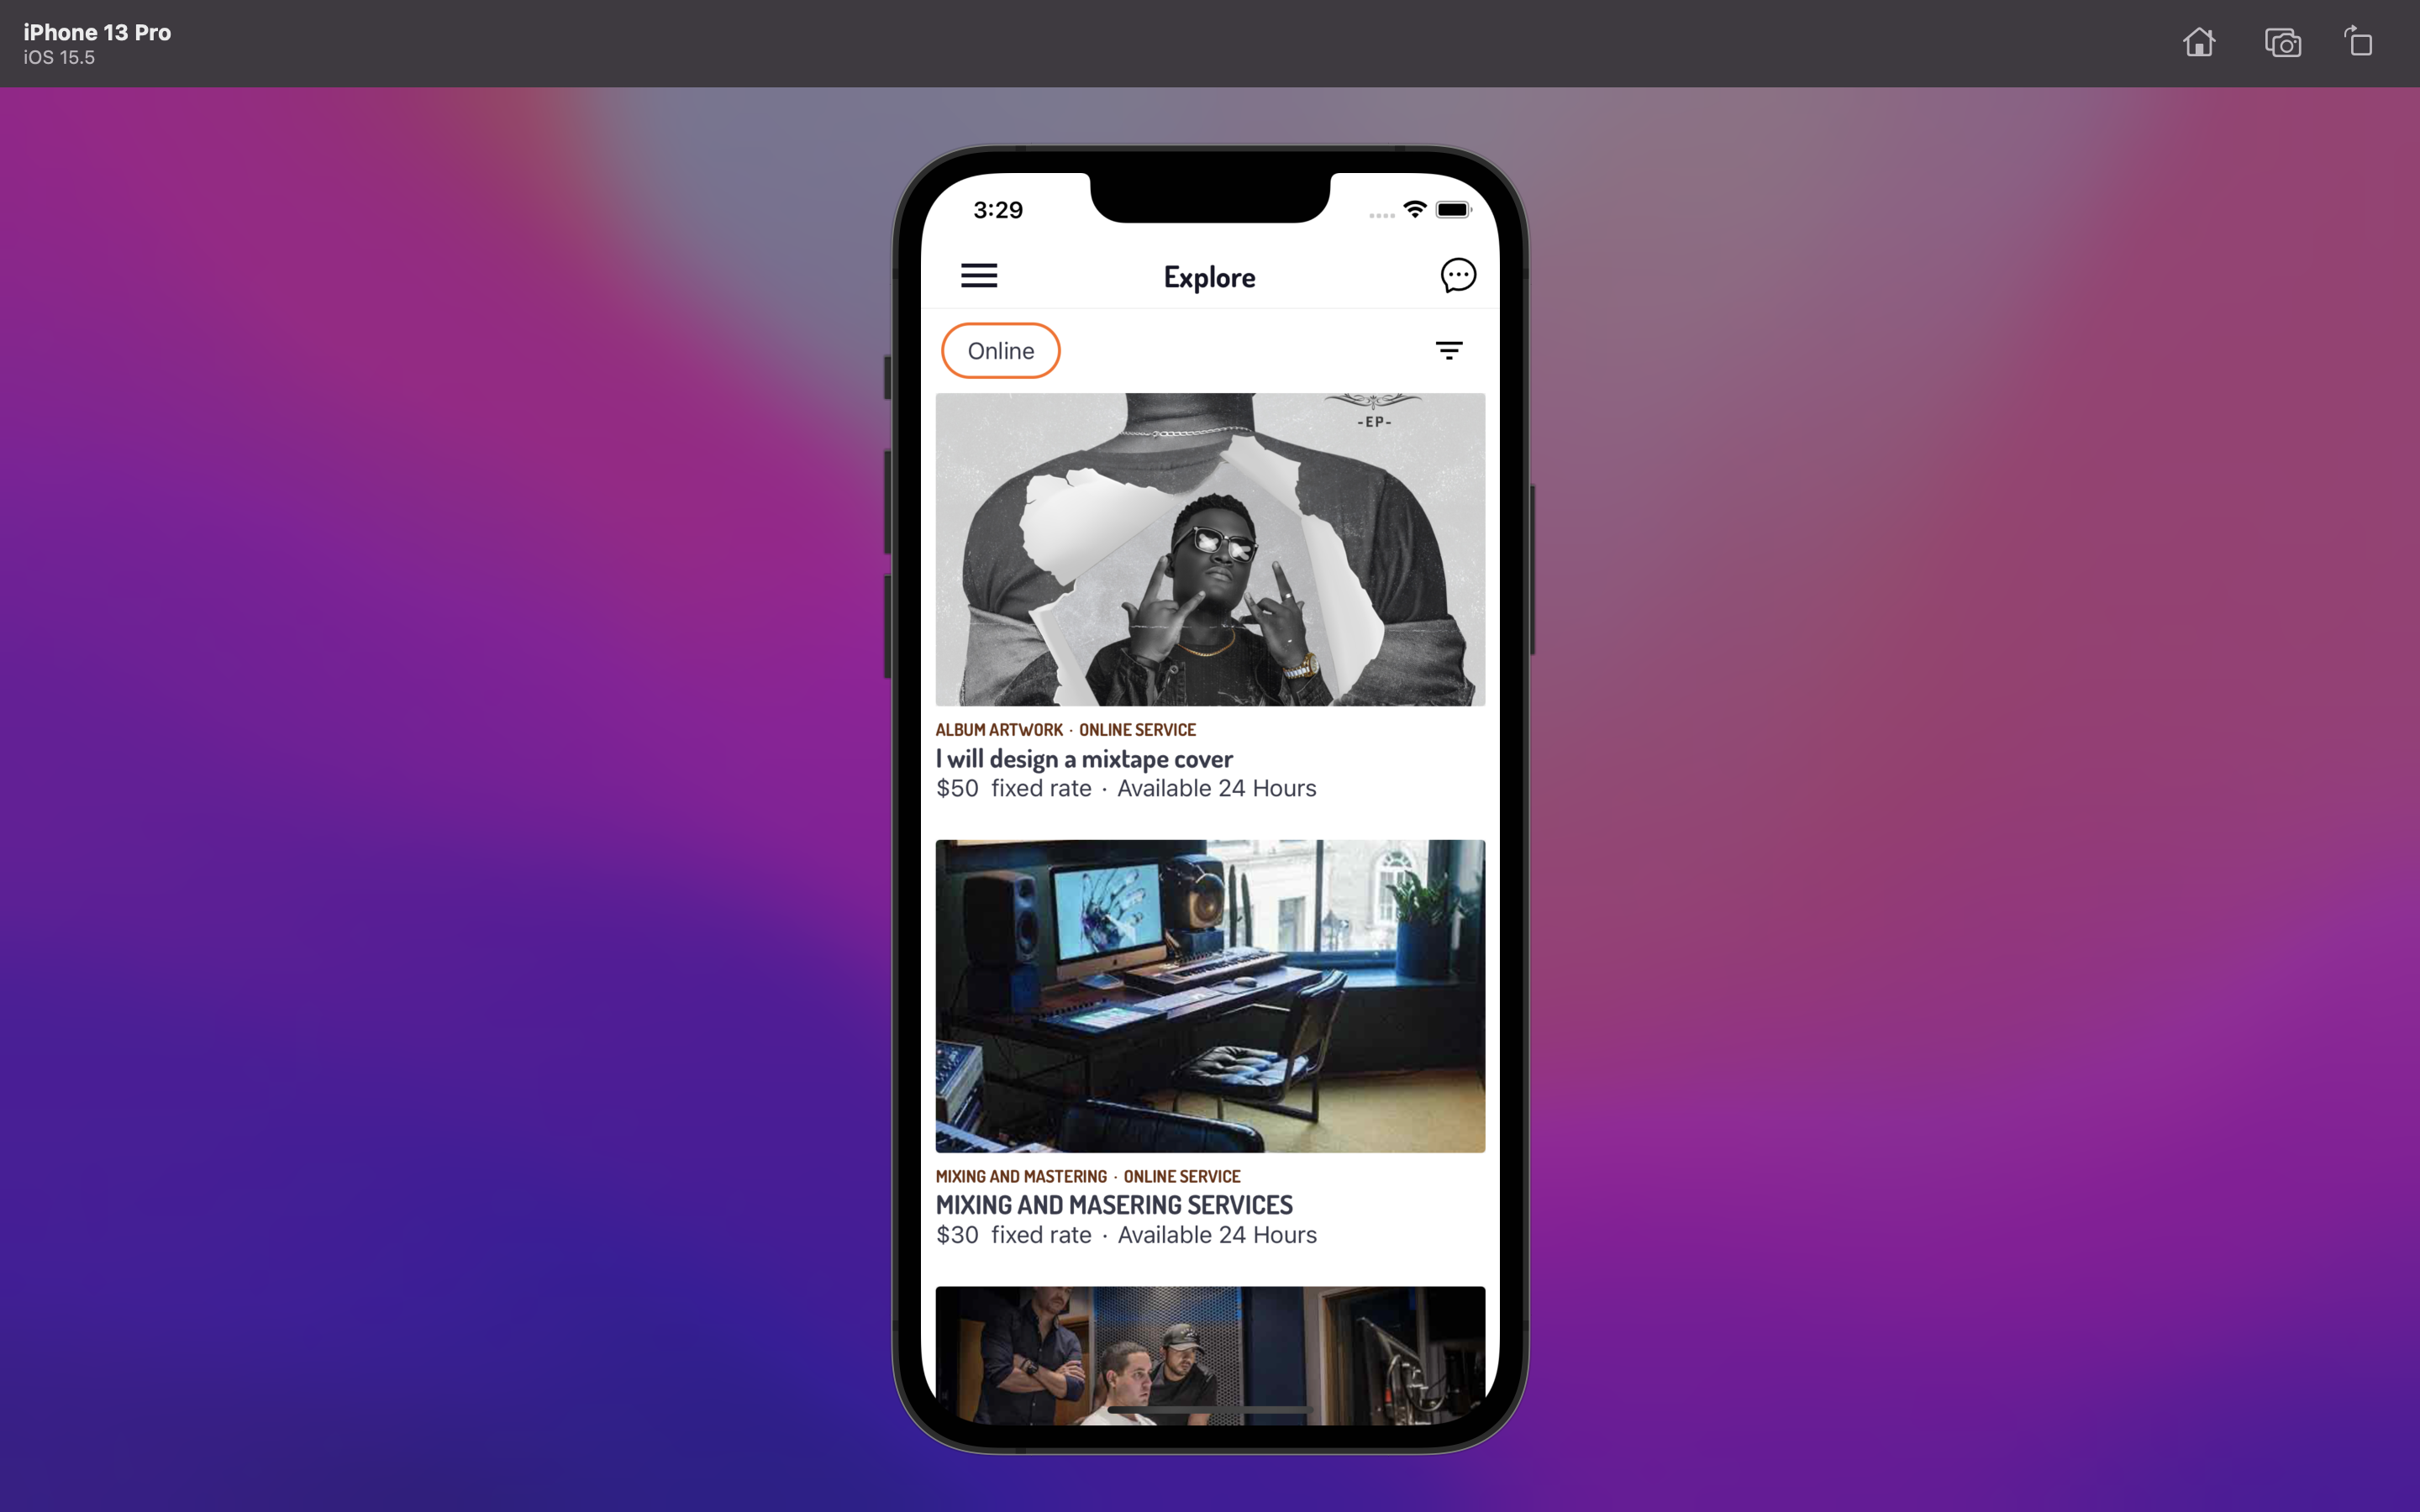 iPhone 13 Pro
iOS 15.5
3:29
Explore
Online
-EP-
ALBUM ARTWORK · ONLINE SERVICE
I will design a mixtape cover
$50 fixed rate · Available 24 Hours
MIXING AND MASTERING · ONLINE SERVICE
MIXING AND MASERING SERVICES
$30 fixed rate · Available 24 Hours